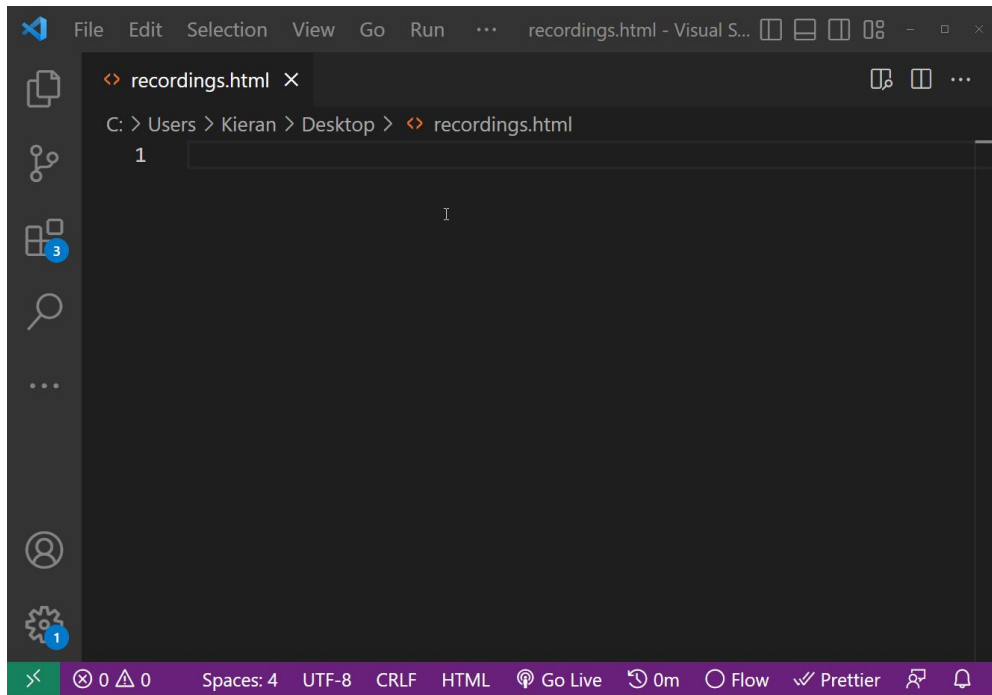 File Edit Selection View Go Run ··· recordings.html - Visual S...
recordings.html
C: > Users > Kieran > Desktop > recordings.html
1
3
1
0 0 Spaces: 4 UTF-8 CRLF HTML Go Live 0m Flow Prettier